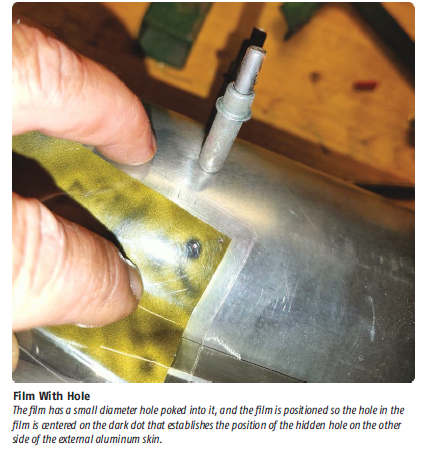 Film With Hole
The film has a small diameter hole poked into it, and the film is positioned so the hole in the
film is centered on the dark dot that establishes the position of the hidden hole on the other
side of the external aluminum skin.